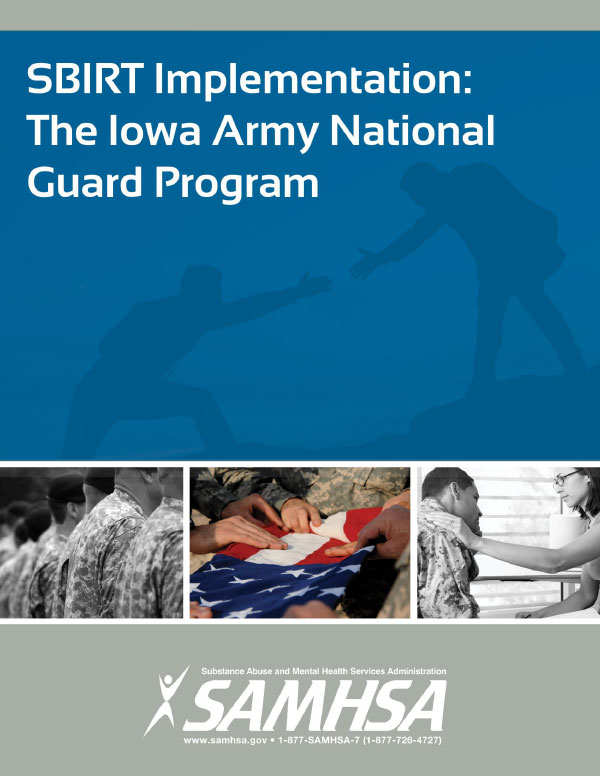 SBIRT Implementation:
The Iowa Army National
Guard Program
Substance Abuse and Mental Health Services Administration
SAMHSA
www.samhsa.gov • 1-877-SAMHSA-7 (1-877-726-4727)